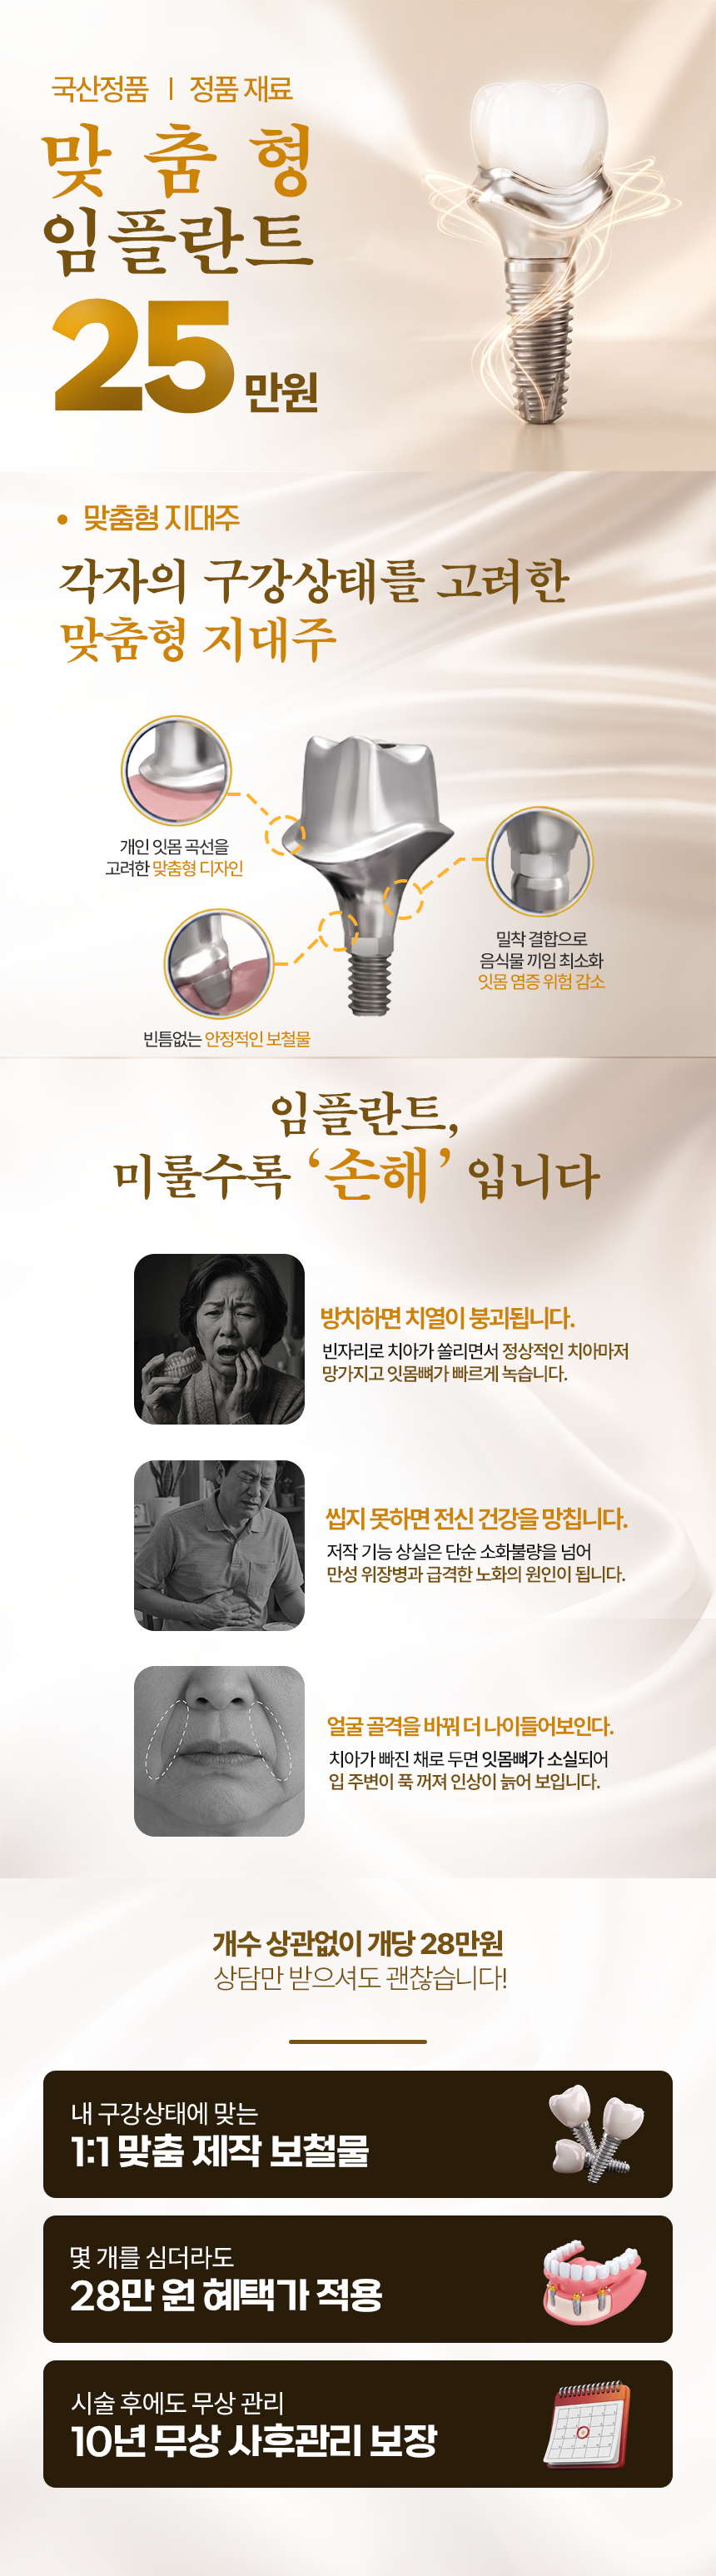 국산정품 | 정품 재료
맞춤형
임플란트
25만원
• 맞춤형 지대주
각자의 구강상태를 고려한
맞춤형 지대주
개인 잇몸 곡선을
고려한 맞춤형 디자인
밀착 결합으로
음식물 끼임 최소화
잇몸 염증 위험 감소
빈틈없는 안정적인 보철물
임플란트,
미룰수록 ‘손해’ 입니다
방치하면 치열이 붕괴됩니다.
빈자리로 치아가 쏠리면서 정상적인 치아마저
망가지고 잇몸뼈가 빠르게 녹습니다.
씹지 못하면 전신 건강을 망칩니다.
저작 기능 상실은 단순 소화불량을 넘어
만성 위장병과 급격한 노화의 원인이 됩니다.
얼굴 골격을 바꿔 더 나이들어보인다.
치아가 빠진 채로 두면 잇몸뼈가 소실되어
입 주변이 푹 꺼져 인상이 늙어 보입니다.
개수 상관없이 개당 28만원
상담만 받으셔도 괜찮습니다!
내 구강상태에 맞는
1:1 맞춤 제작 보철물
몇 개를 심더라도
28만 원 혜택가 적용
시술 후에도 무상 관리
10년 무상 사후관리 보장